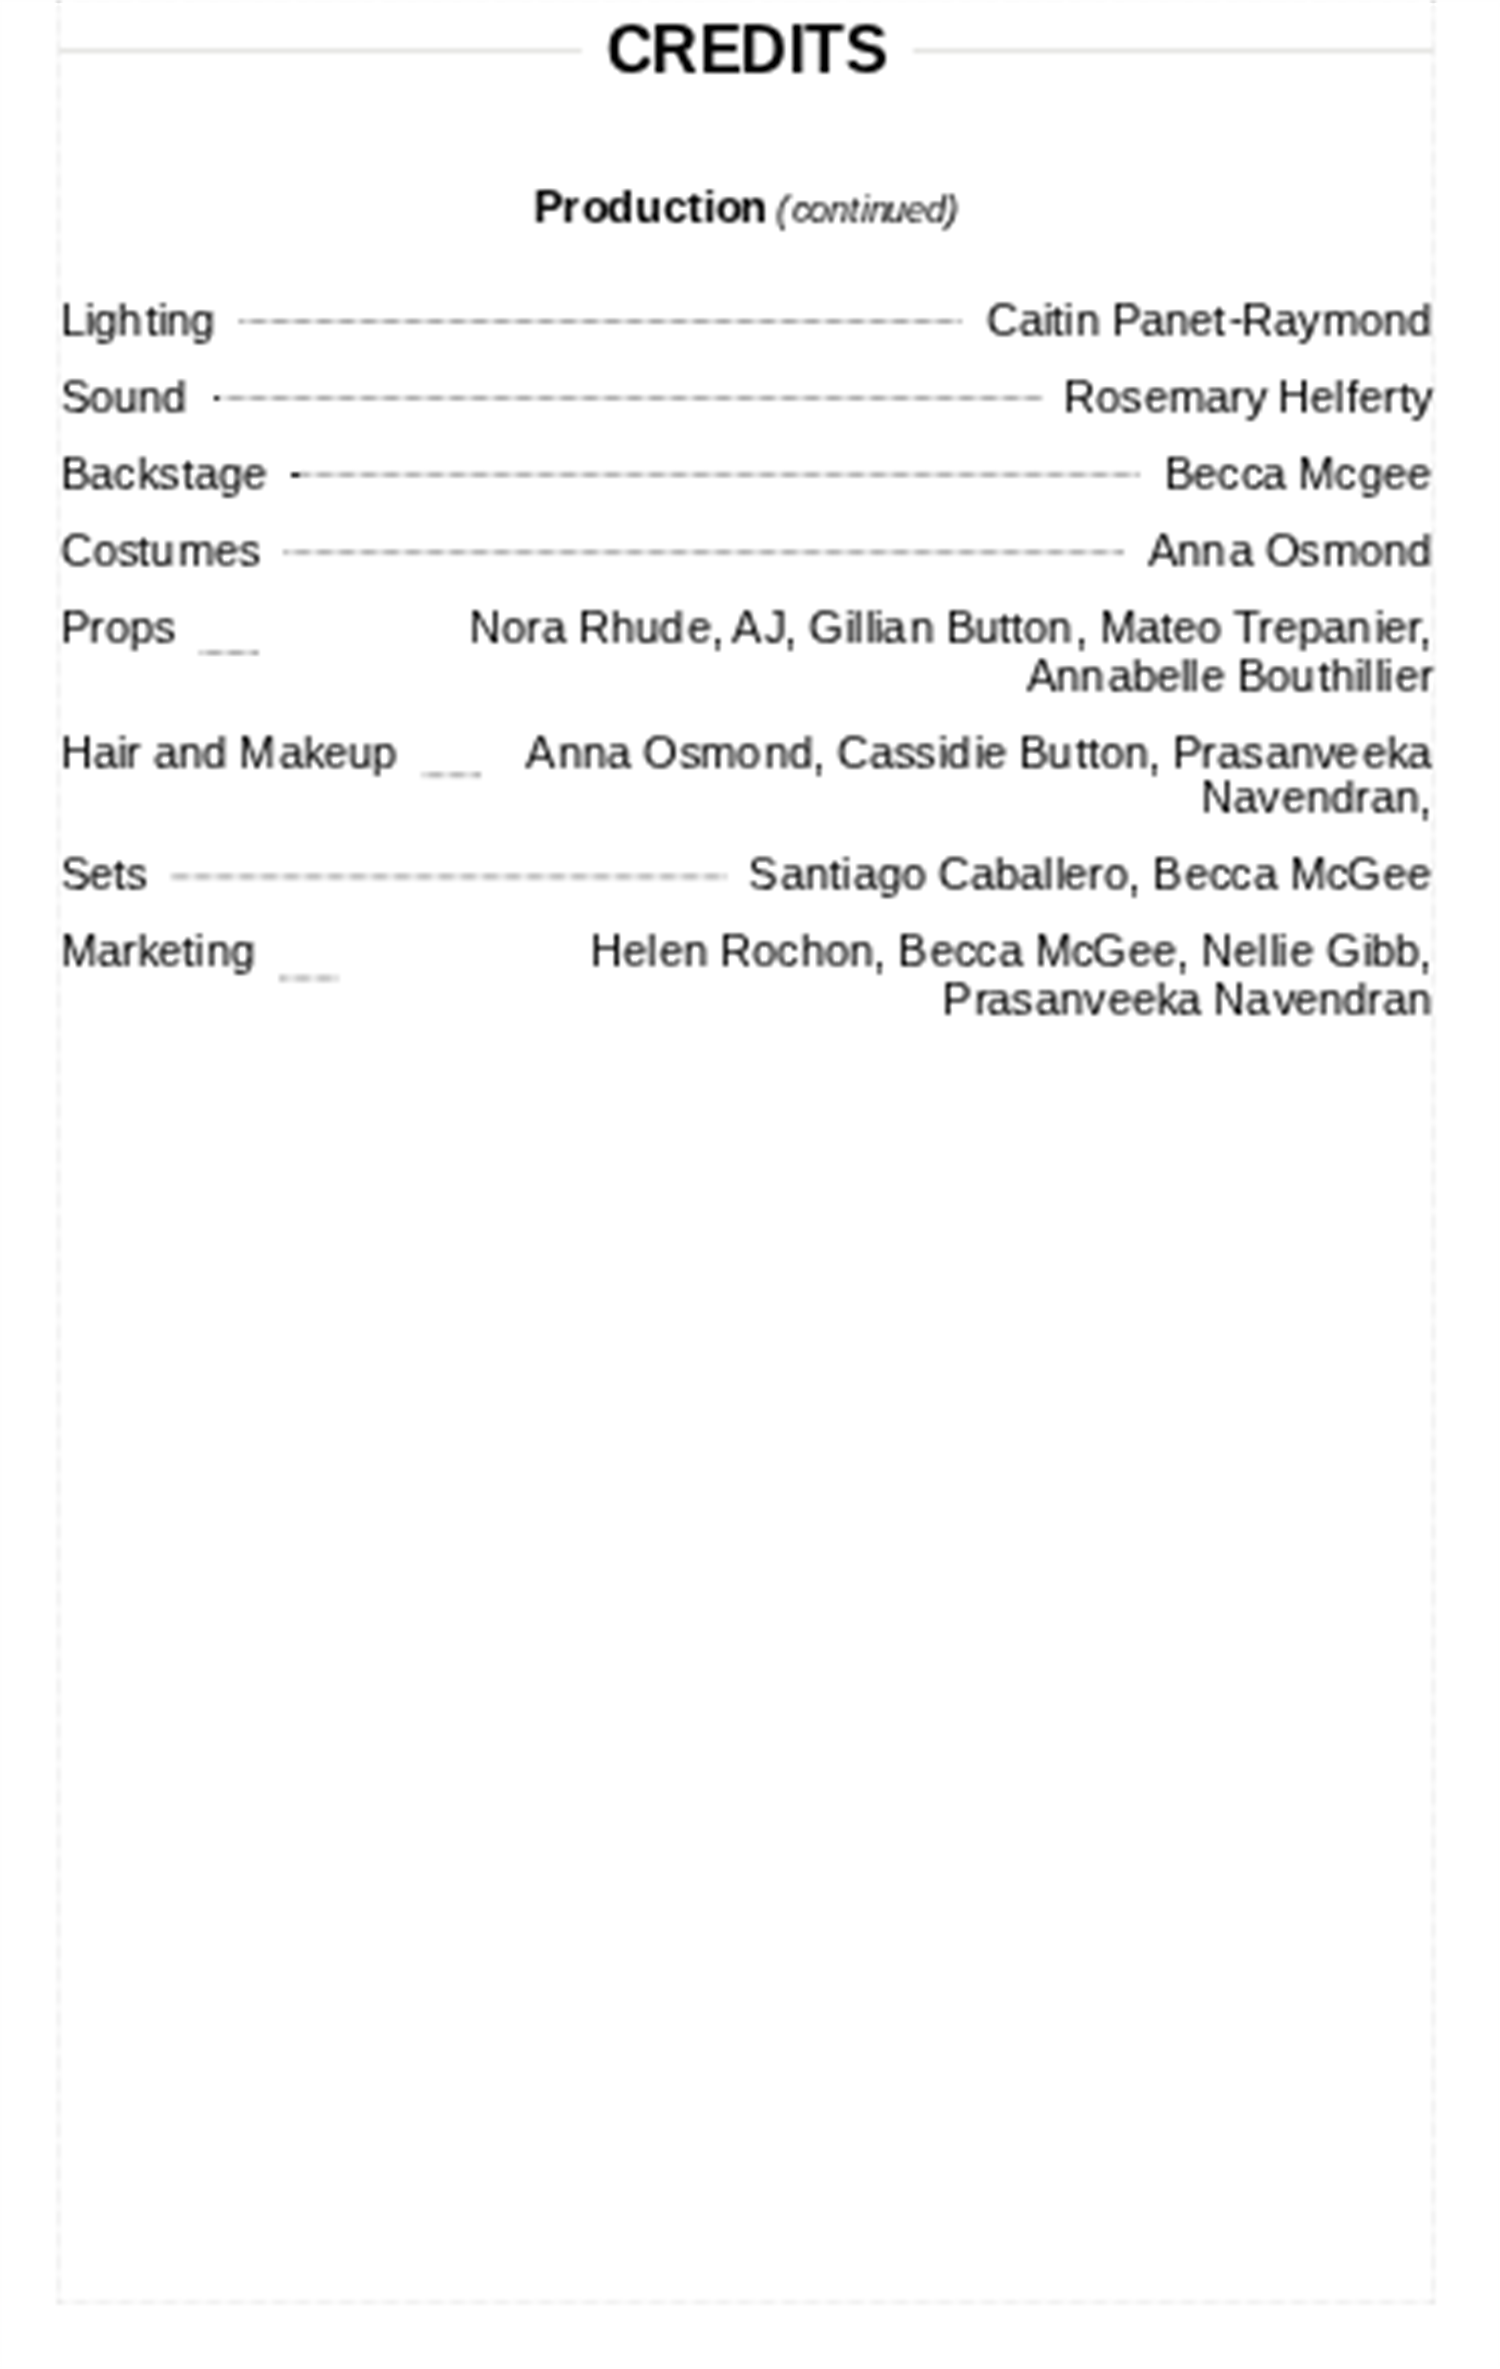 CREDITS
Production (continued)
Lighting Caitin Panet-Raymond
Sound Rosemary Helferty
Backstage Becca Mcgee
Costumes Anna Osmond
Props Nora Rhude, AJ, Gillian Button, Mateo Trepanier,
Annabelle Bouthillier
Hair and Makeup Anna Osmond, Cassidie Button, Prasanveeka
Navendran,
Sets Santiago Caballero, Becca McGee
Marketing Helen Rochon, Becca McGee, Nellie Gibb,
Prasanveeka Navendran